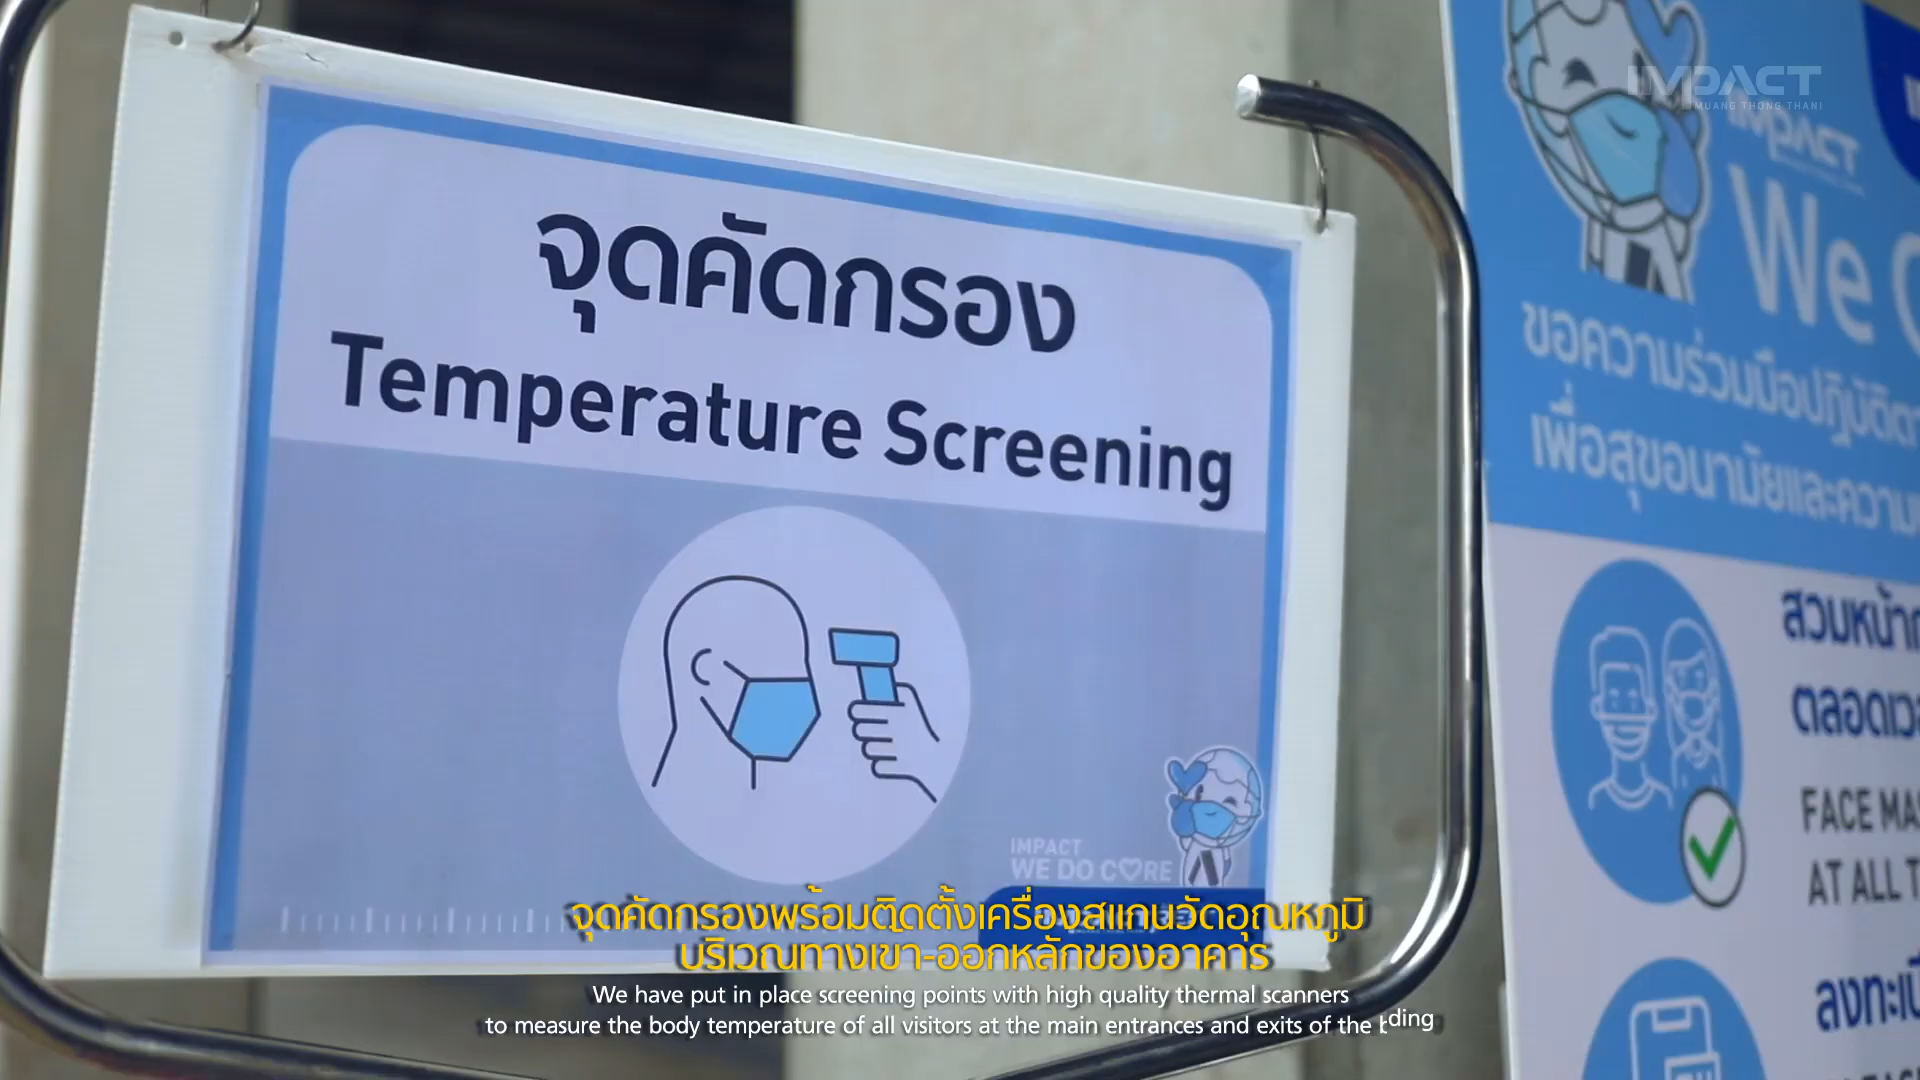 IMPACT
MUANG THONG THANI
จุดคัดกรอง
Temperature Screening
IMPACT
WE DO CARE
IMPACT
We
ขอความร่วมมือปฏิบัติ
เพื่อสุขอนามัยและความ
สวมหน้า
FACE
AT ALL
จุดคัดกรองพร้อมติดตั้งเครื่องสแกนวัดอุณหภูมิ
บริเวณทางเข้า-ออกหลักของอาคาร
We have put in place screening points with high quality thermal scanners
to measure the body temperature of all visitors at the main entrances and exits of the